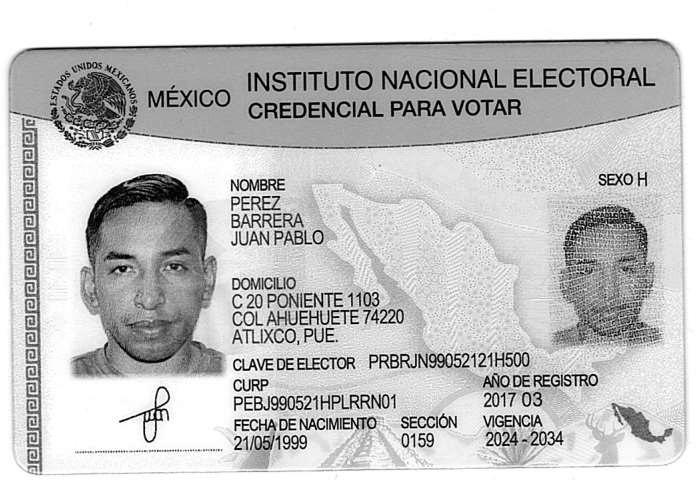 ESTADOS UNIDOS MEXICANOS
MÉXICO
INSTITUTO NACIONAL ELECTORAL
CREDENCIAL PARA VOTAR
NOMBRE
PEREZ
BARRERA
JUAN PABLO
SEXO H
DOMICILIO
C 20 PONIENTE 1103
COL AHUEHUETE 74220
ATLIXCO, PUE.
CLAVE DE ELECTOR PRBRJN99052121H500
CURP
PEBJ990521HPLRRN01
AÑO DE REGISTRO
2017 03
FECHA DE NACIMIENTO
21/05/1999
SECCIÓN
0159
VIGENCIA
2024 - 2034